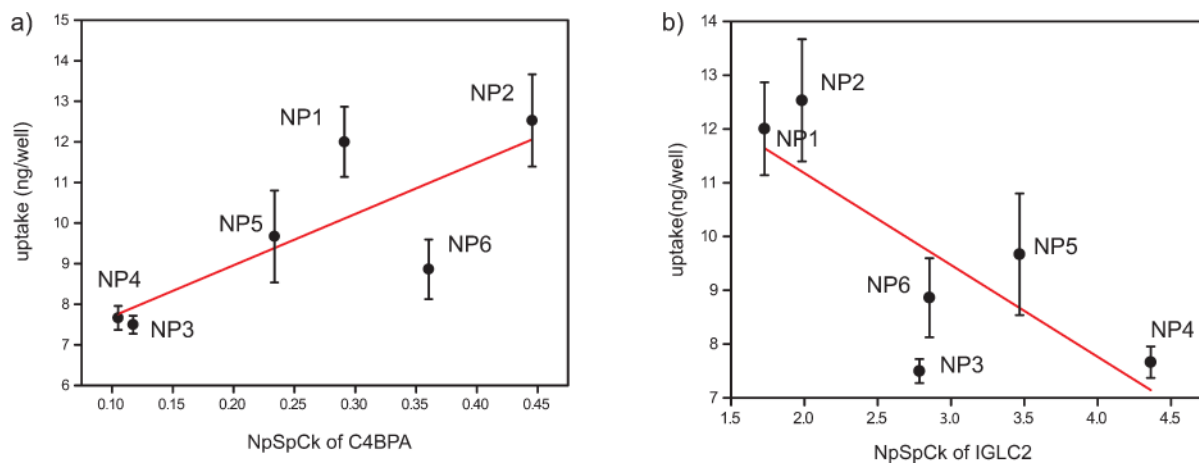 a)
15
14
13
12
11
10
9
8
7
6
uptake (ng/well)
NP2
NP1
NP5
NP6
NP4
NP3
0.10 0.15 0.20 0.25 0.30 0.35 0.40 0.45
NpSpCk of C4BPA
b)
14
13
12
11
10
9
8
7
uptake(ng/well)
NP2
NP1
NP5
NP6
NP4
NP3
1.5 2.0 2.5 3.0 3.5 4.0 4.5
NpSpCk of IGLC2